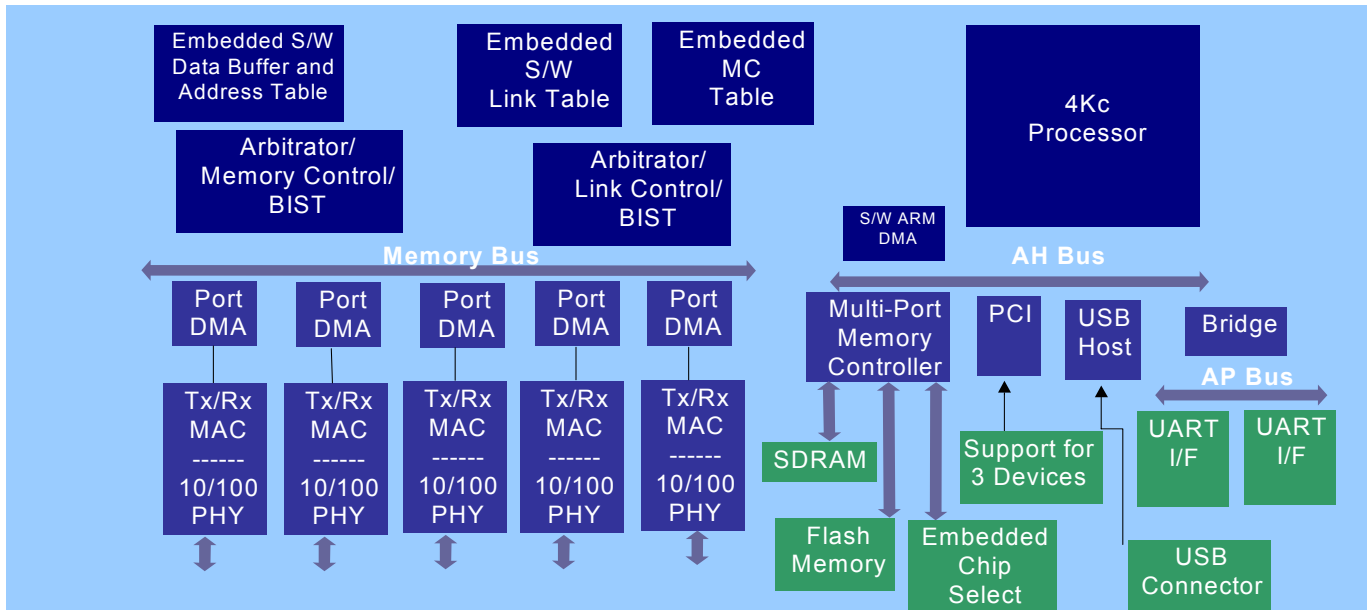 Embedded S/W
Data Buffer and
Address Table
Embedded
S/W
Link Table
Embedded
MC
Table
4Kc
Processor
Arbitrator/
Memory Control/
BIST
Arbitrator/
Link Control/
BIST
S/W ARM
DMA
Memory Bus
AH Bus
Port
DMA
Port
DMA
Port
DMA
Port
DMA
Port
DMA
Multi-Port
Memory
Controller
PCI
USB
Host
Bridge
AP Bus
Tx/Rx
MAC
------
10/100
PHY
Tx/Rx
MAC
------
10/100
PHY
Tx/Rx
MAC
------
10/100
PHY
Tx/Rx
MAC
------
10/100
PHY
Tx/Rx
MAC
------
10/100
PHY
SDRAM
Support for
3 Devices
UART
I/F
UART
I/F
Flash
Memory
Embedded
Chip
Select
USB
Connector